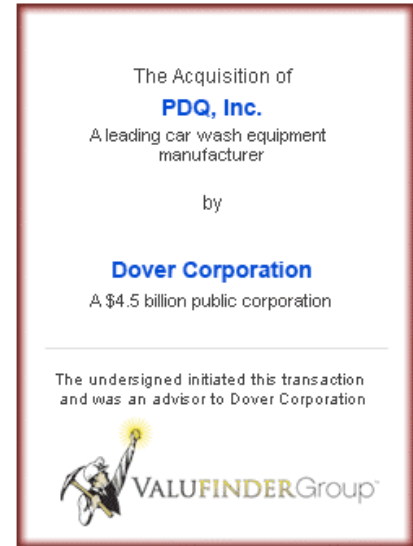 The Acquisition of
PDQ, Inc.
A leading car wash equipment
manufacturer
by
Dover Corporation
A $4.5 billion public corporation
The undersigned initiated this transaction
and was an advisor to Dover Corporation
VALUFINDERGroup